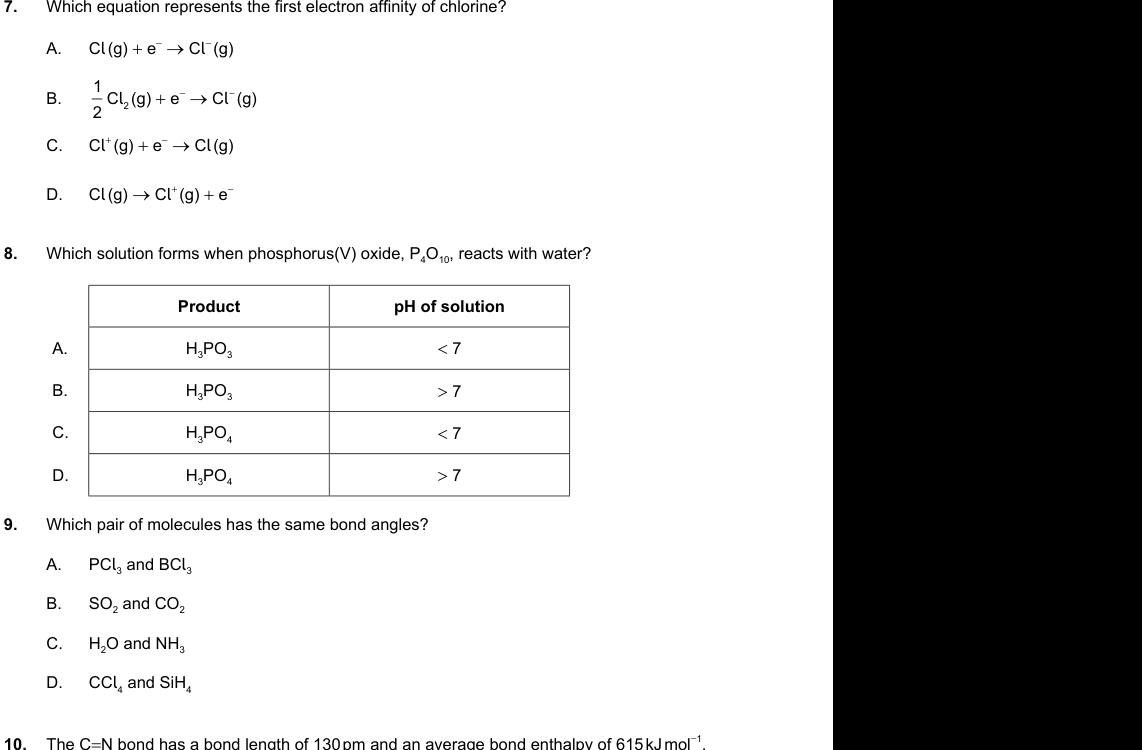 7. Which equation represents the first electron affinity of chlorine?
A. Cl (g) + e⁻ → Cl⁻ (g)
B. 1/2 Cl₂ (g) + e⁻ → Cl⁻ (g)
C. Cl⁺ (g) + e⁻ → Cl (g)
D. Cl (g) → Cl⁺ (g) + e⁻
8. Which solution forms when phosphorus(V) oxide, P₄O₁₀, reacts with water?
Product pH of solution
A. H₃PO₃ < 7
B. H₃PO₃ > 7
C. H₃PO₄ < 7
D. H₃PO₄ > 7
9. Which pair of molecules has the same bond angles?
A. PCl₃ and BCl₃
B. SO₂ and CO₂
C. H₂O and NH₃
D. CCl₄ and SiH₄
10. The C=N bond has a bond length of 130 pm and an average bond enthalpy of 615 kJ mol⁻¹.